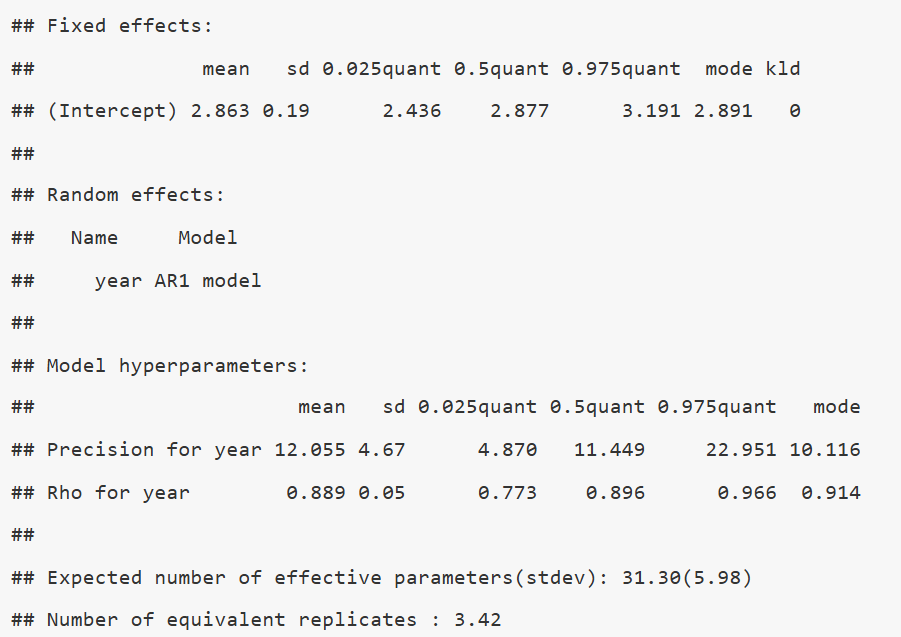 ## Fixed effects:
##              mean   sd 0.025quant 0.5quant 0.975quant  mode kld
## (Intercept) 2.863 0.19      2.436    2.877      3.191 2.891   0
##
## Random effects:
##   Name     Model
##     year AR1 model
##
## Model hyperparameters:
##                      mean   sd 0.025quant 0.5quant 0.975quant   mode
## Precision for year 12.055 4.67      4.870   11.449     22.951 10.116
## Rho for year        0.889 0.05      0.773    0.896      0.966  0.914
##
## Expected number of effective parameters(stdev): 31.30(5.98)
## Number of equivalent replicates : 3.42